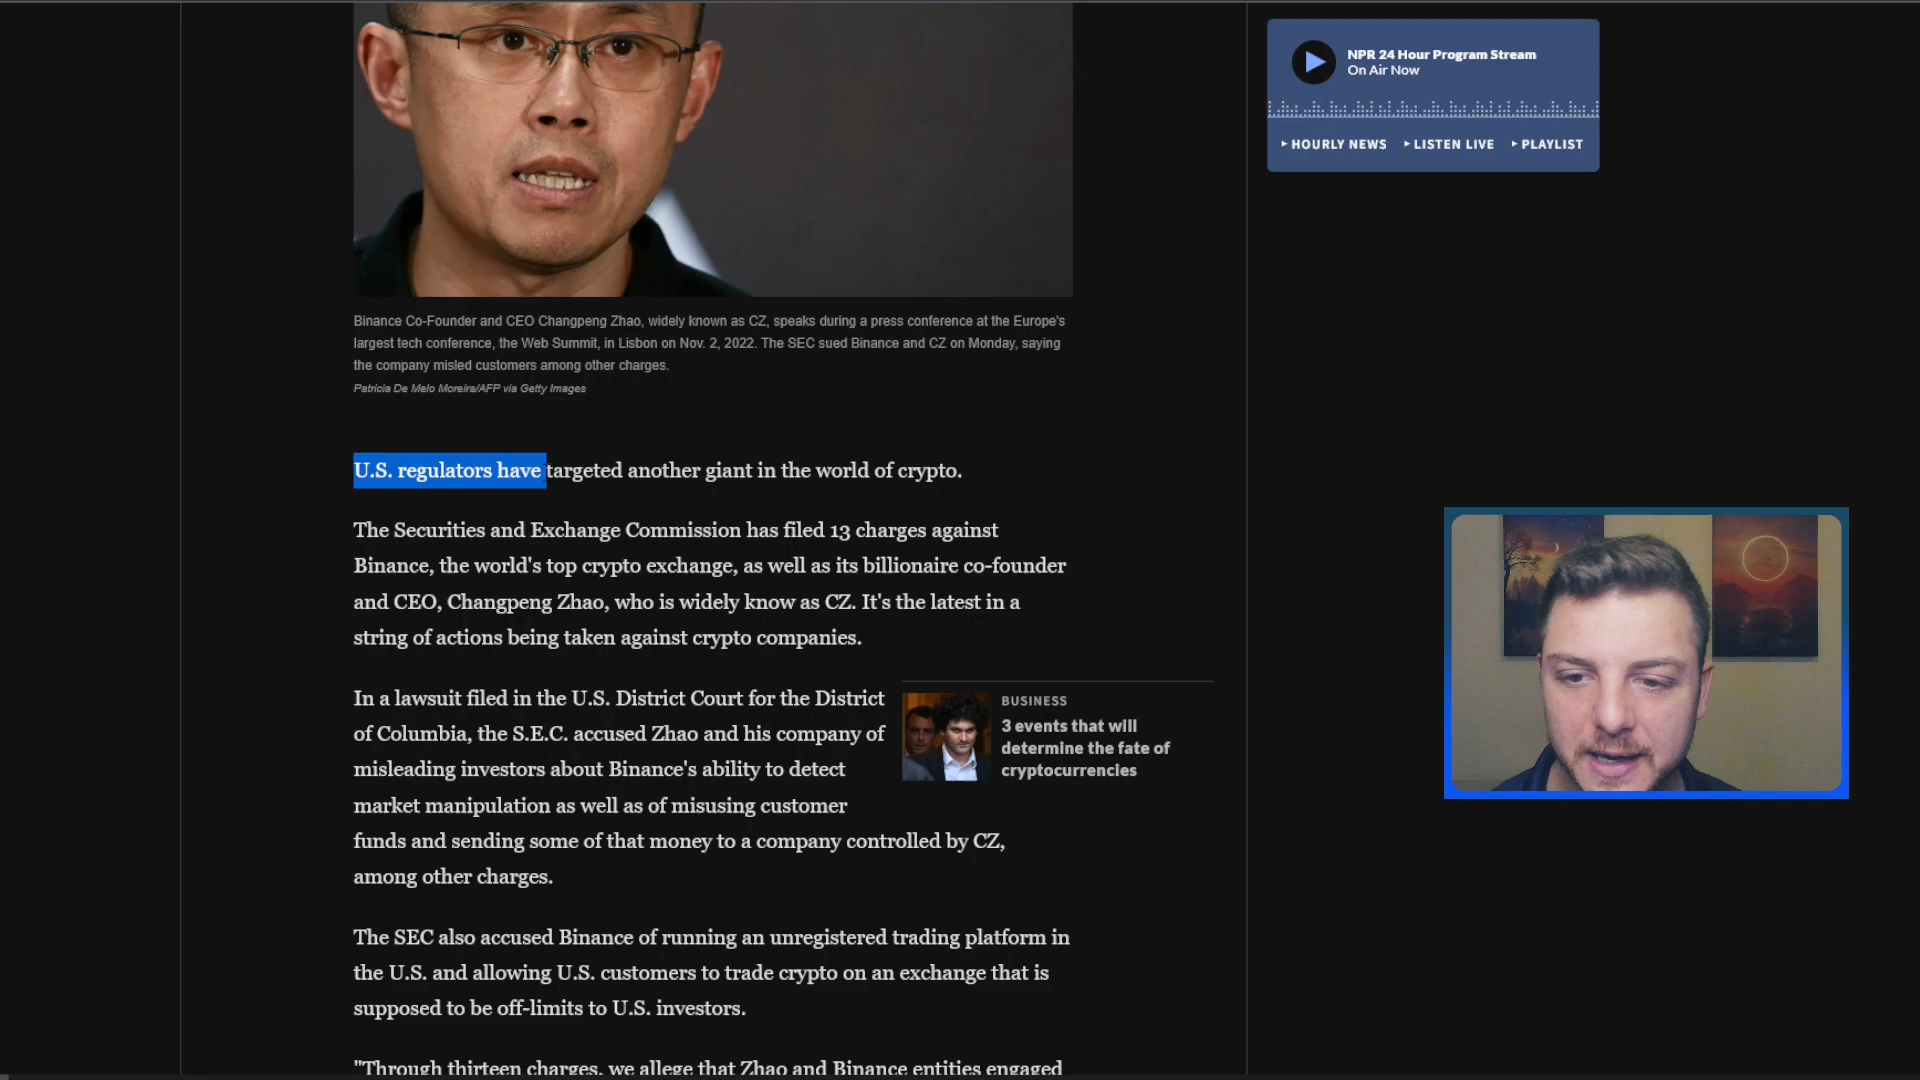 NPR 24 Hour Program Stream
On Air Now
HOURLY NEWS LISTEN LIVE PLAYLIST
Binance Co-Founder and CEO Changpeng Zhao, widely known as CZ, speaks during a press conference at the Europe's
largest tech conference, the Web Summit, in Lisbon on Nov. 2, 2022. The SEC sued Binance and CZ on Monday, saying
the company misled customers among other charges.
Patricia De Melo Moreira/AFP via Getty Images
U.S. regulators have targeted another giant in the world of crypto.
The Securities and Exchange Commission has filed 13 charges against
Binance, the world's top crypto exchange, as well as its billionaire co-founder
and CEO, Changpeng Zhao, who is widely know as CZ. It's the latest in a
string of actions being taken against crypto companies.
In a lawsuit filed in the U.S. District Court for the District
of Columbia, the S.E.C. accused Zhao and his company of
misleading investors about Binance's ability to detect
market manipulation as well as of misusing customer
funds and sending some of that money to a company controlled by CZ,
among other charges.
BUSINESS
3 events that will
determine the fate of
cryptocurrencies
The SEC also accused Binance of running an unregistered trading platform in
the U.S. and allowing U.S. customers to trade crypto on an exchange that is
supposed to be off-limits to U.S. investors.
"Through thirteen charges, we allege that Zhao and Binance entities engaged